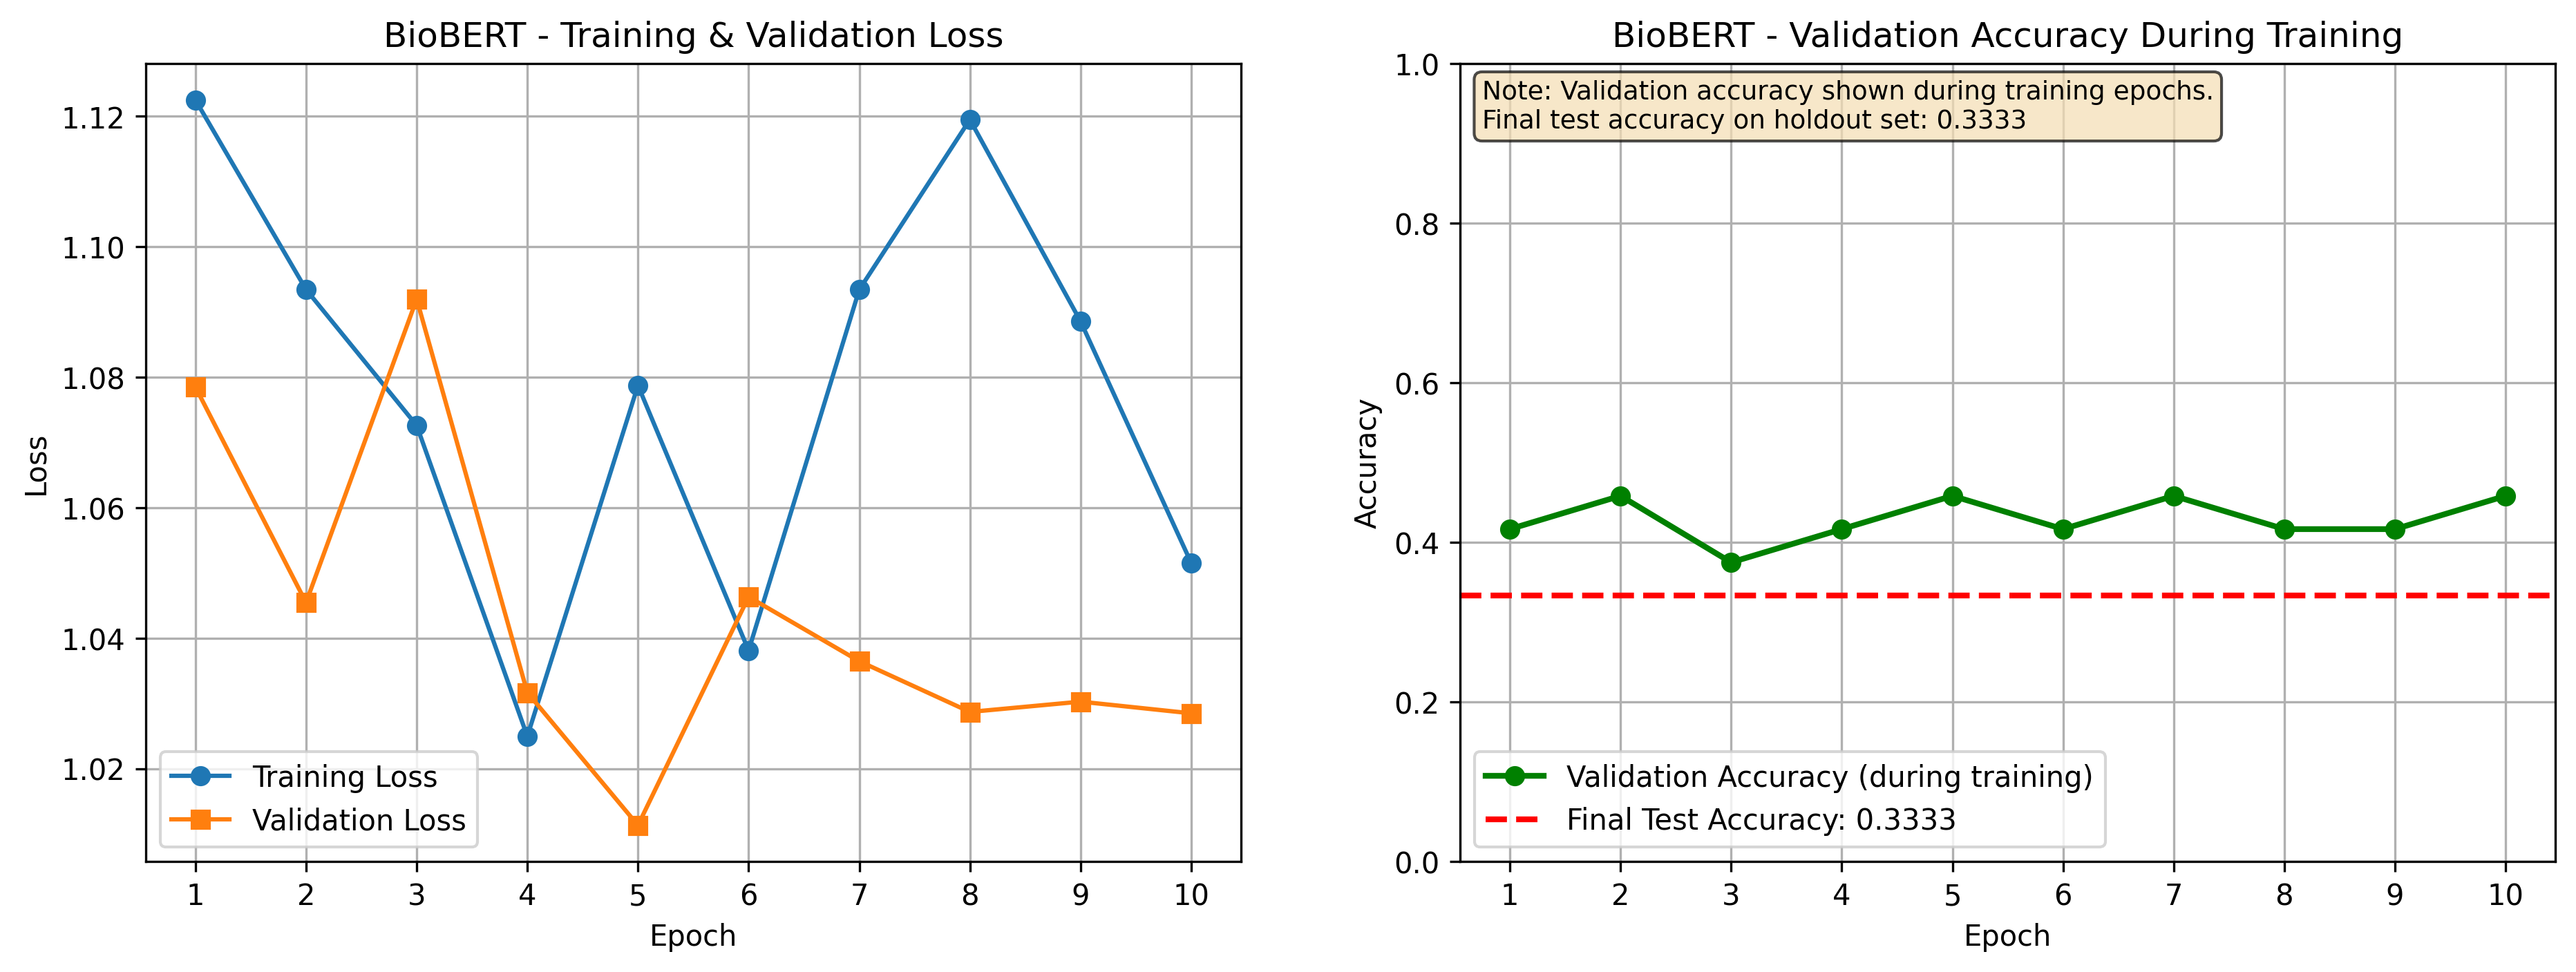 BioBERT - Training & Validation Loss
1.12
1.10
1.08
1.06
1.04
1.02
Loss
Training Loss
Validation Loss
1 2 3 4 5 6 7 8 9 10
Epoch
BioBERT - Validation Accuracy During Training
1.0
0.8
0.6
0.4
0.2
0.0
Accuracy
Note: Validation accuracy shown during training epochs.
Final test accuracy on holdout set: 0.3333
Validation Accuracy (during training)
Final Test Accuracy: 0.3333
1 2 3 4 5 6 7 8 9 10
Epoch